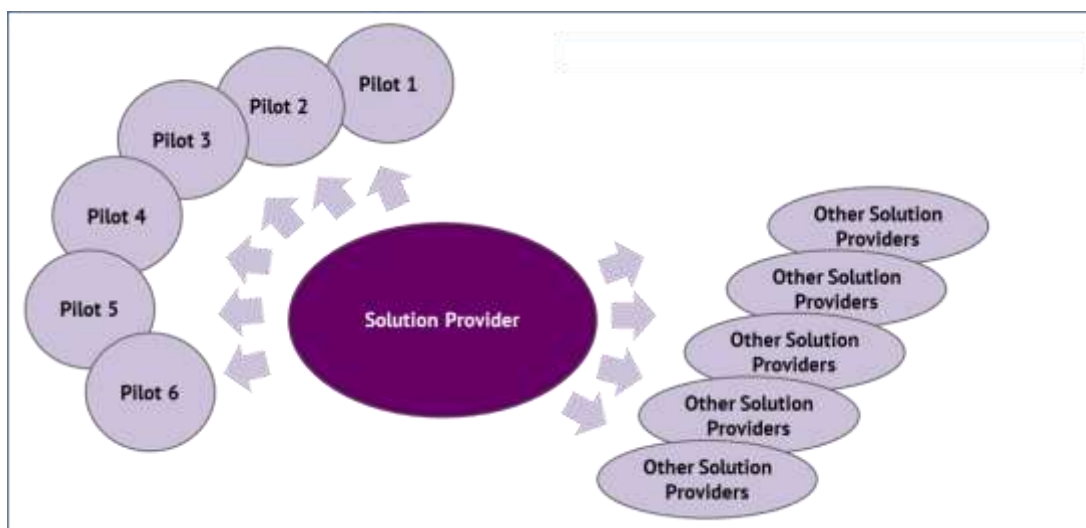 Pilot 1
Pilot 2
Pilot 3
Pilot 4
Pilot 5
Pilot 6
Solution Provider
Other Solution
Providers
Other Solution
Providers
Other Solution
Providers
Other Solution
Providers
Other Solution
Providers